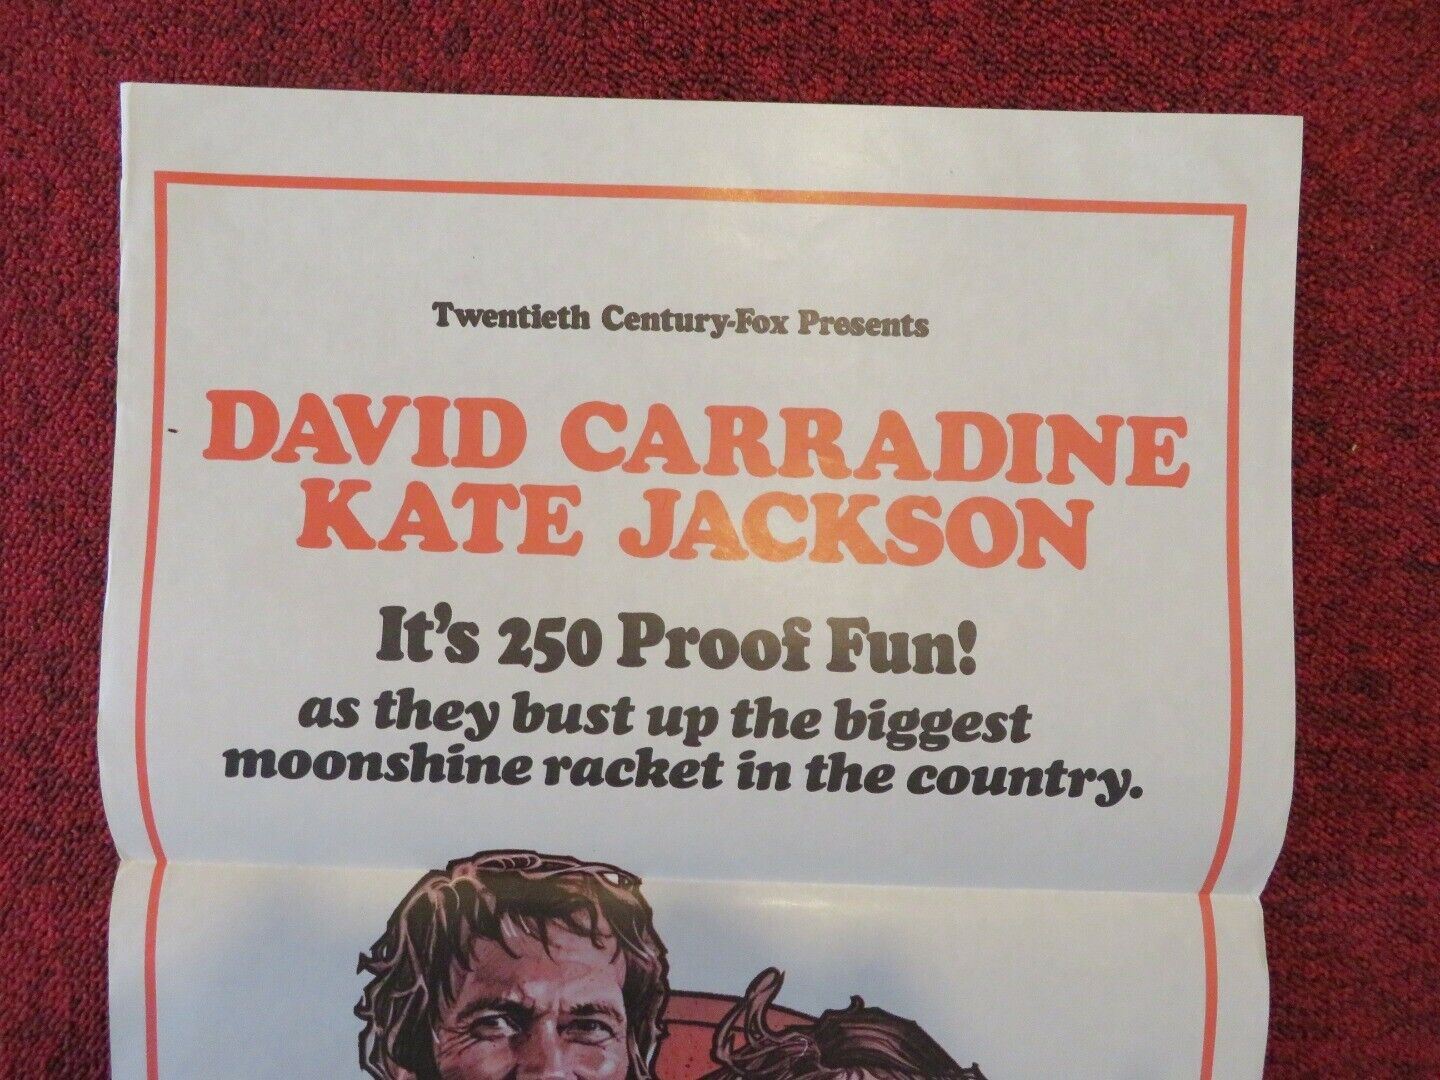 Twentieth Century-Fox Presents
DAVID CARRADINE
KATE JACKSON
It's 250 Proof Fun!
as they bust up the biggest
moonshine racket in the country.